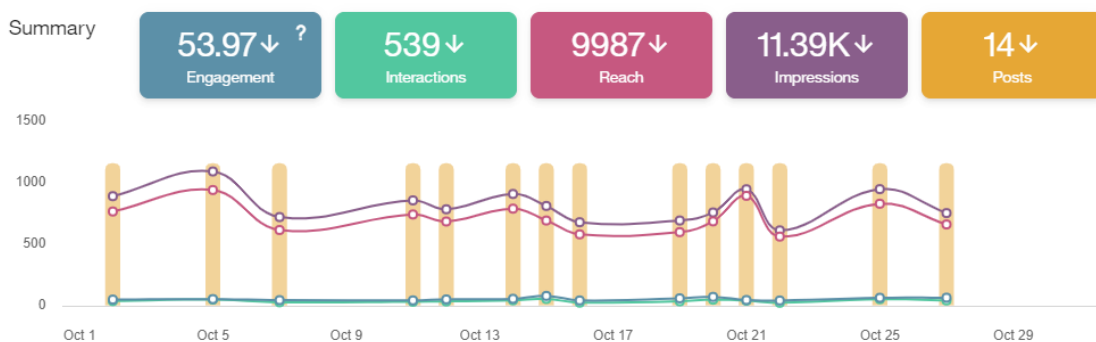 Summary
53.97↓ ?
Engagement
539↓
Interactions
9987↓
Reach
11.39K↓
Impressions
14↓
Posts
1500
1000
500
0
Oct 1
Oct 5
Oct 9
Oct 13
Oct 17
Oct 21
Oct 25
Oct 29